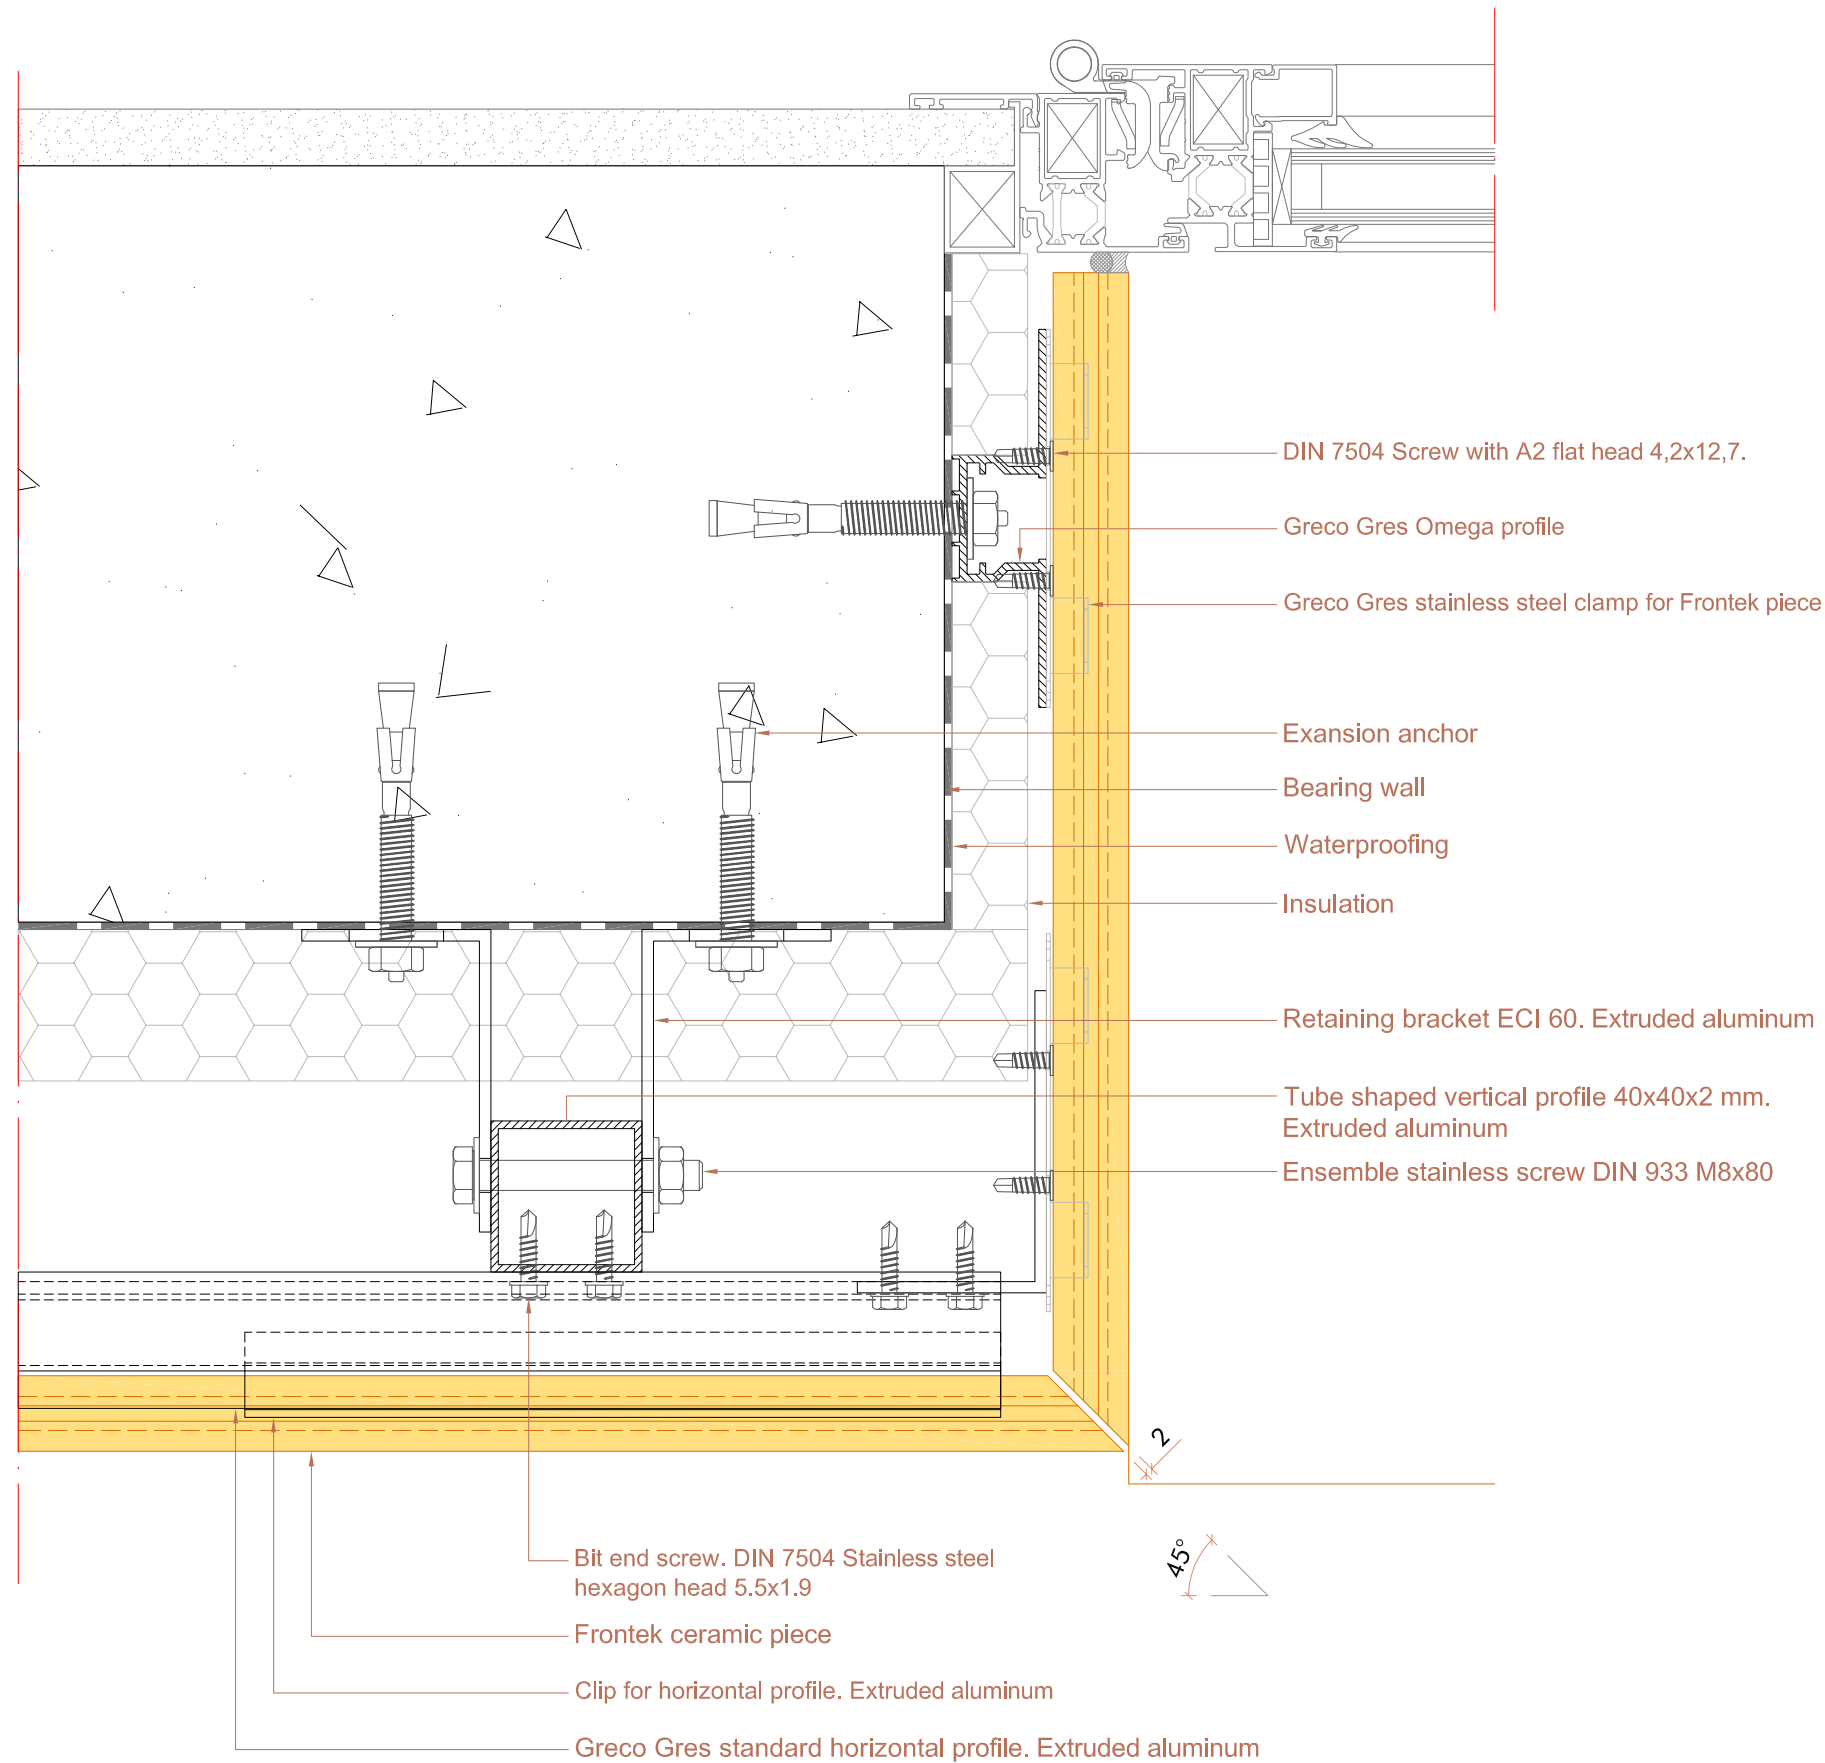 DIN 7504 Screw with A2 flat head 4,2x12,7.
Greco Gres Omega profile
Greco Gres stainless steel clamp for Frontek piece
Exansion anchor
Bearing wall
Waterproofing
Insulation
Retaining bracket ECI 60. Extruded aluminum
Tube shaped vertical profile 40x40x2 mm.
Extruded aluminum
Ensemble stainless screw DIN 933 M8x80
2
45°
Bit end screw. DIN 7504 Stainless steel
hexagon head 5.5x1.9
Frontek ceramic piece
Clip for horizontal profile. Extruded aluminum
Greco Gres standard horizontal profile. Extruded aluminum